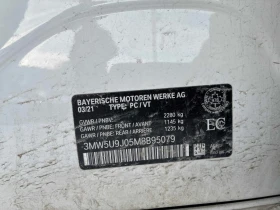 BAYERISCHE MOTOREN WERKE AG
03/21 TYPE: PC / VT
GVWR / PNBV: 2280 kg
GAWR / PNBE: FRONT / AVANT 1145 kg
GAWR / PNBE: REAR / ARRIERE 1235 kg
3MW5U9J05M8B95079
EC